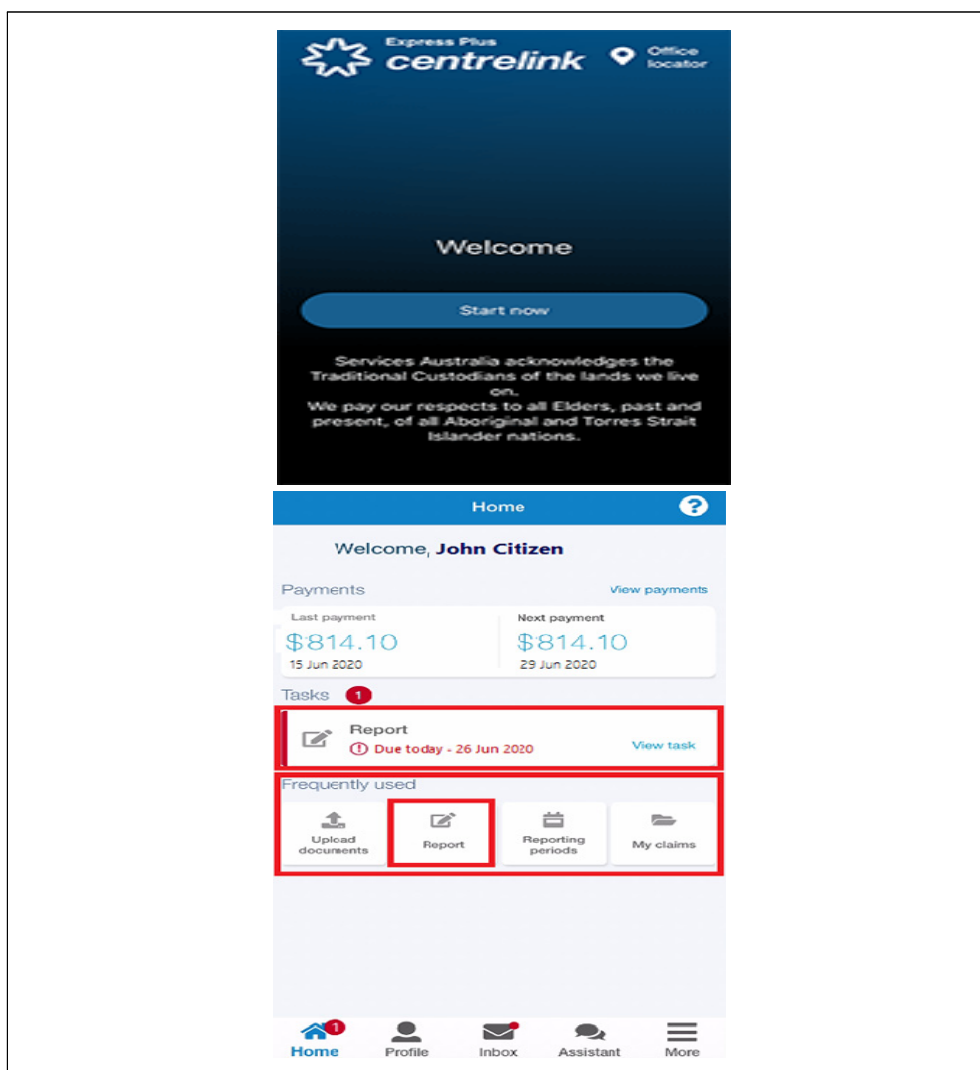 Express Plus
centrelink
Office
locator
Welcome
Start now
Services Australia acknowledges the
Traditional Custodians of the lands we live
on.
We pay our respects to all Elders, past and
present, of all Aboriginal and Torres Strait
Islander nations.
Home
?
Welcome, John Citizen
Payments
View payments
Last payment
Next payment
$814.10
$814.10
15 Jun 2020
29 Jun 2020
Tasks 1
Report
Due today - 26 Jun 2020
View task
Frequently used
Upload
documents
Report
Reporting
periods
My claims
1
Home
Profile
Inbox
Assistant
More